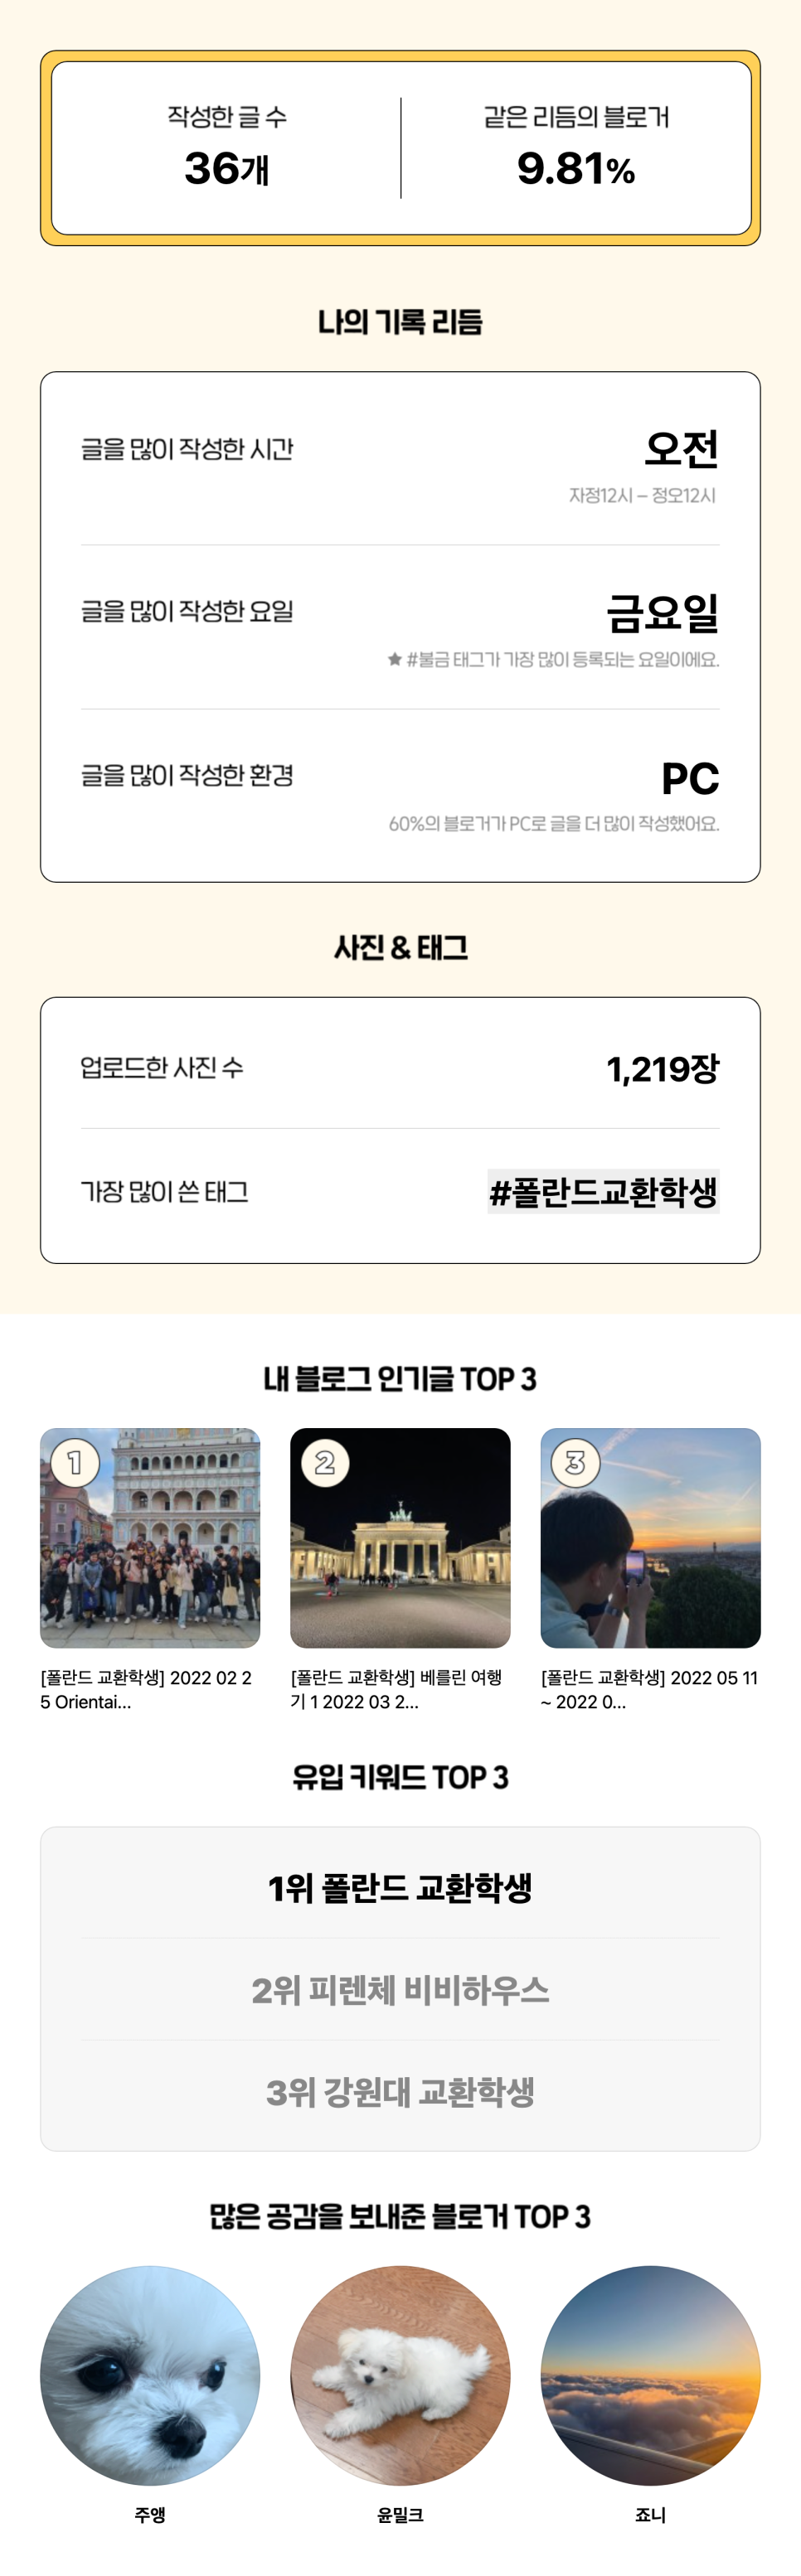 작성한 글 수
36개
같은 리듬의 블로거
9.81%
나의 기록 리듬
글을 많이 작성한 시간
오전
자정12시 – 정오12시
글을 많이 작성한 요일
금요일
★ #불금 태그가 가장 많이 등록되는 요일이에요.
글을 많이 작성한 환경
PC
60%의 블로거가 PC로 글을 더 많이 작성했어요.
사진 & 태그
업로드한 사진 수
1,219장
가장 많이 쓴 태그
#폴란드교환학생
내 블로그 인기글 TOP 3
1
[폴란드 교환학생] 2022 02 2
5 Orientai...
2
[폴란드 교환학생] 베를린 여행
기 1 2022 03 2...
3
[폴란드 교환학생] 2022 05 11
~ 2022 0...
유입 키워드 TOP 3
1위 폴란드 교환학생
2위 피렌체 비비하우스
3위 강원대 교환학생
많은 공감을 보내준 블로거 TOP 3
주앵
윤밀크
죠니